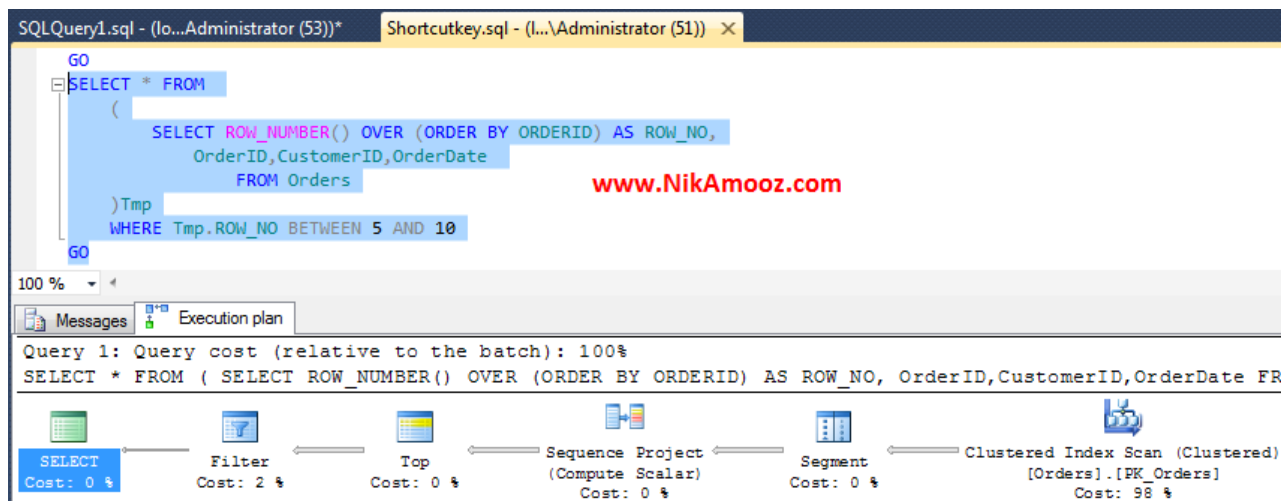 SQLQuery1.sql - (lo...Administrator (53))*
Shortcutkey.sql - (l...\Administrator (51))
GO
SELECT * FROM
(
SELECT ROW_NUMBER() OVER (ORDER BY ORDERID) AS ROW_NO,
OrderID,CustomerID,OrderDate
FROM Orders
www.NikAmooz.com
)Tmp
WHERE Tmp.ROW_NO BETWEEN 5 AND 10
GO
100 %
Messages
Execution plan
Query 1: Query cost (relative to the batch): 100%
SELECT * FROM ( SELECT ROW_NUMBER() OVER (ORDER BY ORDERID) AS ROW_NO, OrderID,CustomerID,OrderDate FR
SELECT
Cost: 0 %
Filter
Cost: 2 %
Top
Cost: 0 %
Sequence Project
(Compute Scalar)
Cost: 0 %
Segment
Cost: 0 %
Clustered Index Scan (Clustered)
[Orders].[PK_Orders]
Cost: 98 %